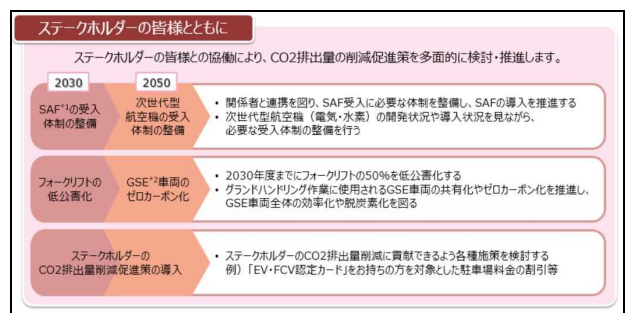 ステークホルダーの皆様とともに
ステークホルダーの皆様との協働により、CO2排出量の削減促進策を多面的に検討・推進します。
2030
2050
SAF*1の受入
体制の整備
次世代型
航空機の受入
体制の整備
• 関係者と連携を図り、SAF受入に必要な体制を整備し、SAFの導入を推進する
• 次世代型航空機（電気・水素）の開発状況や導入状況を見ながら、
必要な受入体制の整備を行う
フォークリフトの
低公害化
GSE*2車両の
ゼロカーボン化
• 2030年度までにフォークリフトの50%を低公害化する
• グランドハンドリング作業に使用されるGSE車両の共有化やゼロカーボン化を推進し、
GSE車両全体の効率化や脱炭素化を図る
ステークホルダーの
CO2排出量削減促進策の導入
• ステークホルダーのCO2排出量削減に貢献できるよう各種施策を検討する
例）「EV・FCV認定カード」をお持ちの方を対象とした駐車場料金の割引等